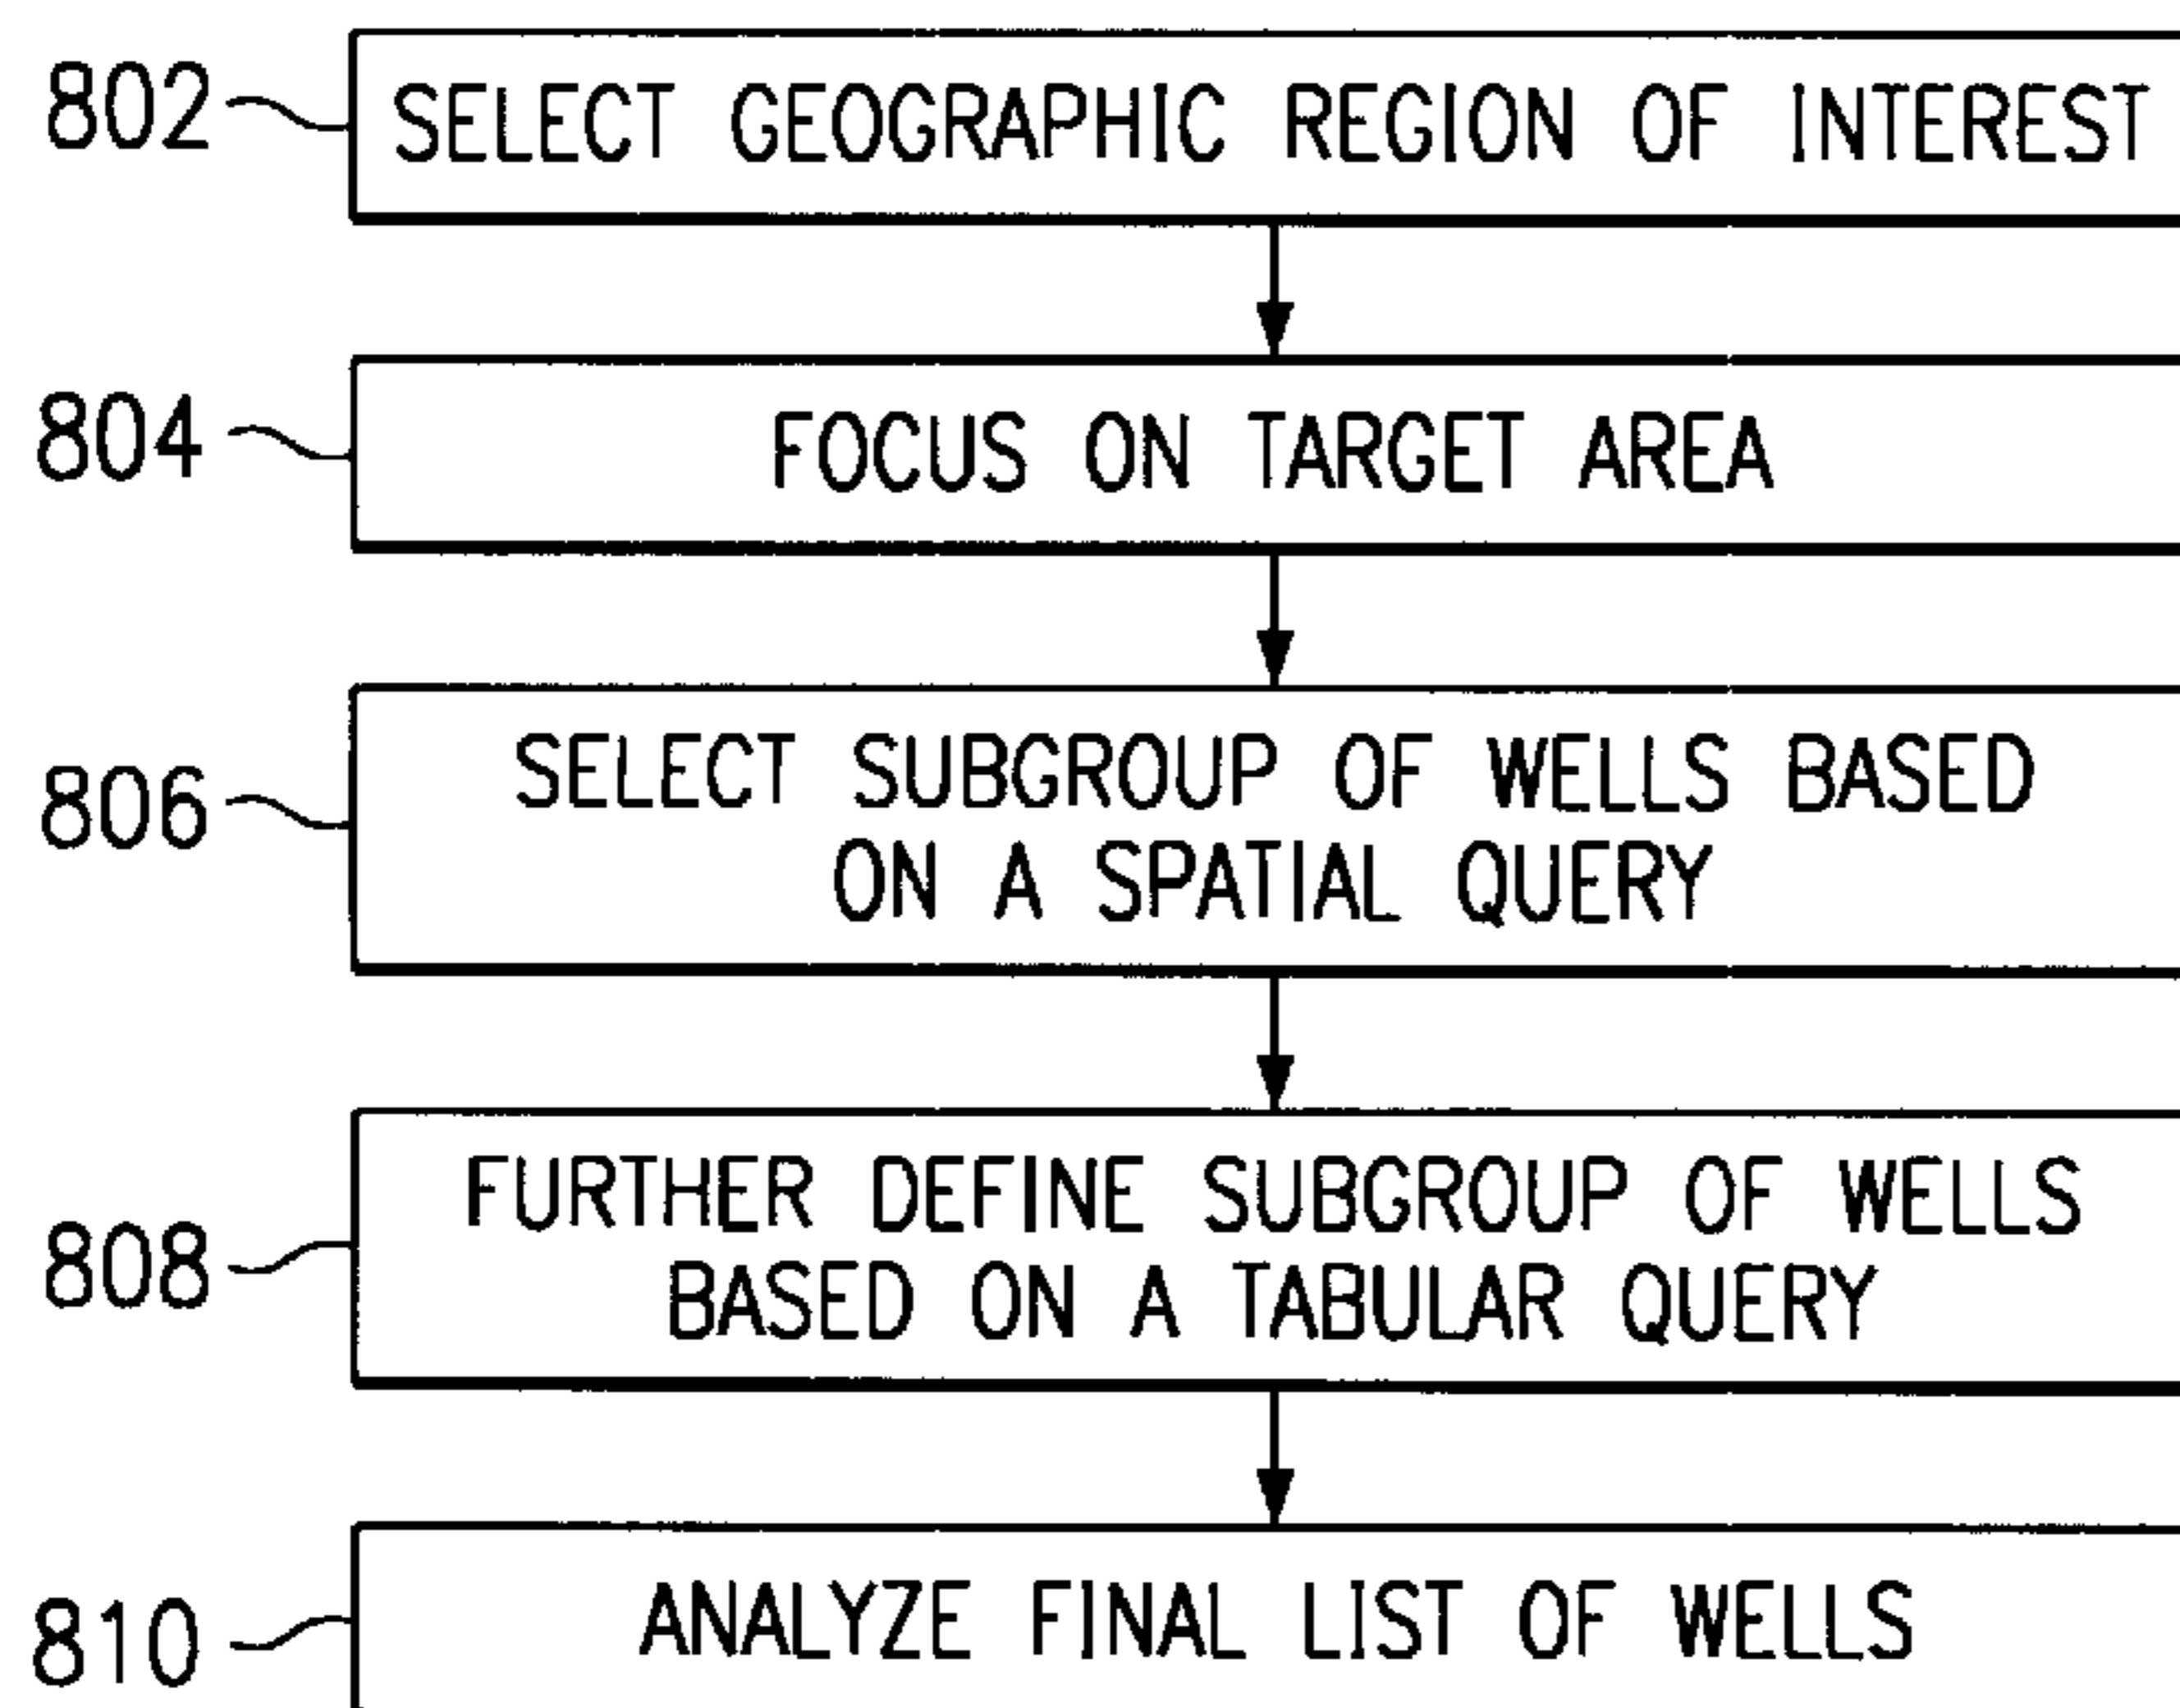 802 SELECT GEOGRAPHIC REGION OF INTEREST
804 FOCUS ON TARGET AREA
806 SELECT SUBGROUP OF WELLS BASED
ON A SPATIAL QUERY
808 FURTHER DEFINE SUBGROUP OF WELLS
BASED ON A TABULAR QUERY
810 ANALYZE FINAL LIST OF WELLS